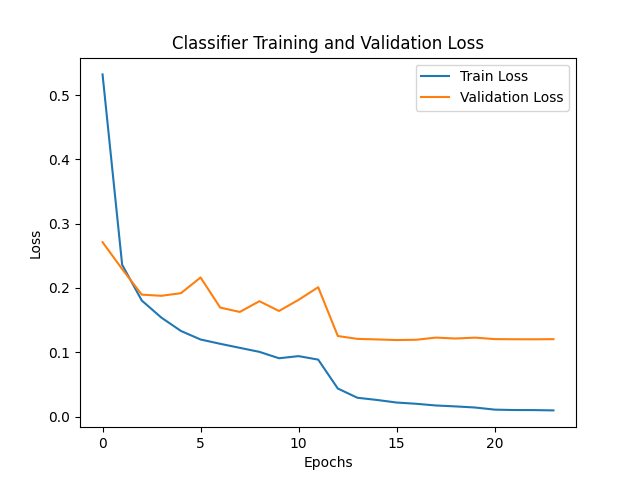 Classifier Training and Validation Loss
Train Loss
Validation Loss
Loss
0.5
0.4
0.3
0.2
0.1
0.0
0 5 10 15 20
Epochs